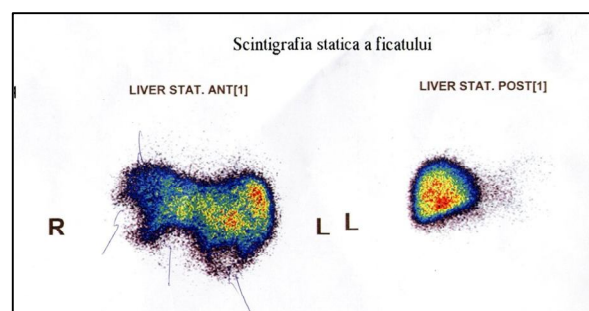 Scintigrafia statica a ficatului
LIVER STAT. ANT[1]
LIVER STAT. POST[1]
R
L
L